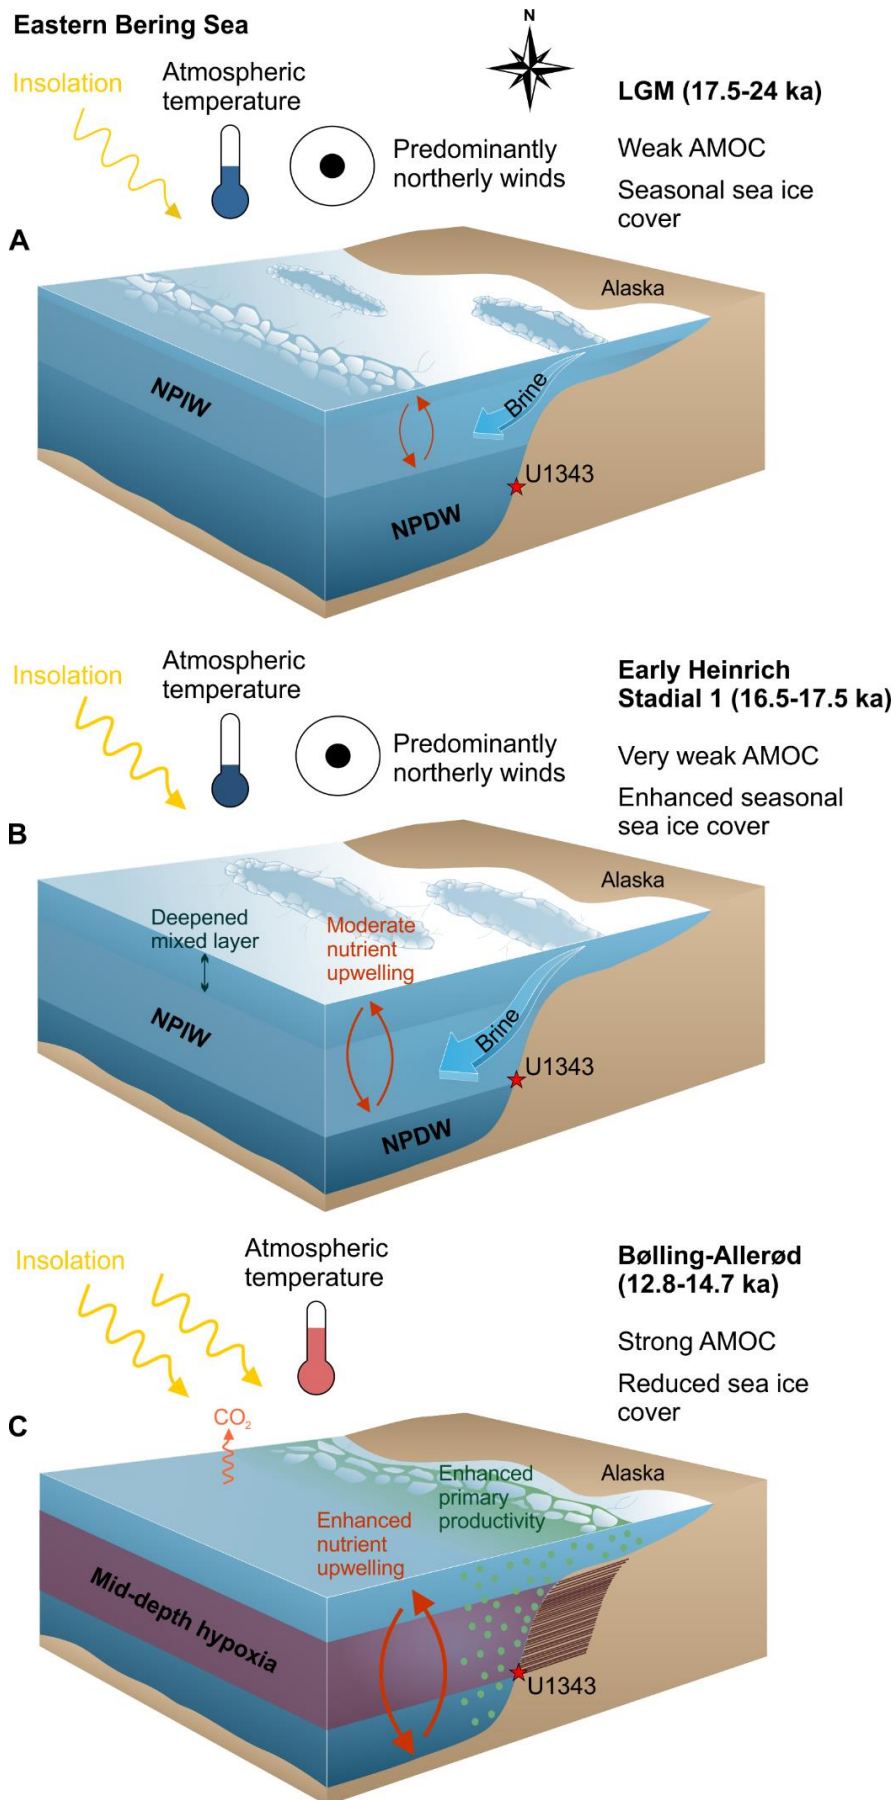 Eastern Bering Sea
N
Insolation
Atmospheric
temperature
Predominantly
northerly winds
LGM (17.5-24 ka)
Weak AMOC
Seasonal sea ice
cover
A
Alaska
NPIW
Brine
U1343
NPDW
Insolation
Atmospheric
temperature
Predominantly
northerly winds
Early Heinrich
Stadial 1 (16.5-17.5 ka)
Very weak AMOC
Enhanced seasonal
sea ice cover
B
Alaska
Deepened
mixed layer
Moderate
nutrient
upwelling
NPIW
Brine
U1343
NPDW
Insolation
Atmospheric
temperature
Bølling-Allerød
(12.8-14.7 ka)
Strong AMOC
Reduced sea ice
cover
C
CO₂
Alaska
Enhanced
primary
productivity
Enhanced
nutrient
upwelling
Mid-depth hypoxia
U1343